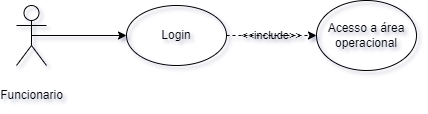 Login
<<include>>
Acesso a área
operacional
Funcionario